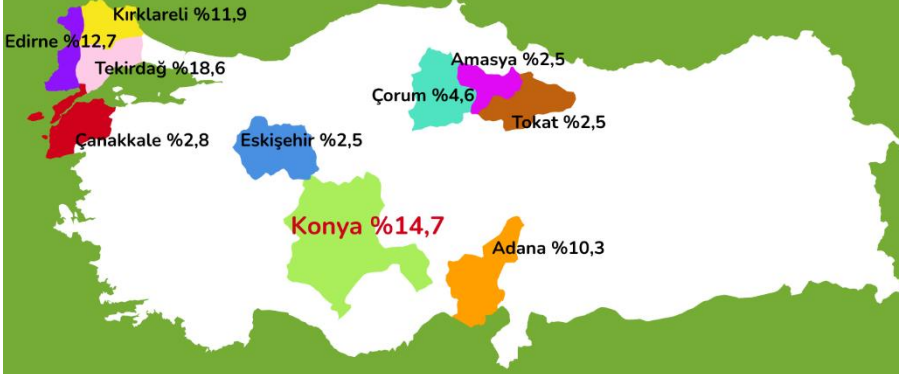 Kırklareli %11,9
Edirne %12,7
Tekirdağ %18,6
Amasya %2,5
Çorum %4,6
Tokat %2,5
Çanakkale %2,8
Eskişehir %2,5
Konya %14,7
Adana %10,3